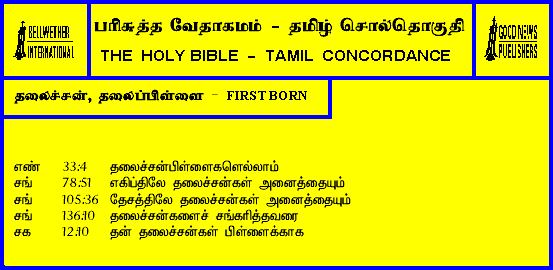 BELLWETHER
INTERNATIONAL
பரிசுத்த வேதாகமம் - தமிழ் சொல்தொகுதி
THE HOLY BIBLE - TAMIL CONCORDANCE
GOOD NEWS
PUBLISHERS
தலைச்சன், தலைப்பிள்ளை - FIRST BORN
எண் 33:4 தலைச்சன்பிள்ளைகளெல்லாம்
சங் 78:51 எகிப்திலே தலைச்சன்கள் அனைத்தையும்
சங் 105:36 தேசத்திலே தலைச்சன்கள் அனைத்தையும்
சங் 136:10 தலைச்சன்களைச் சங்கரித்தவரை
சக 12:10 தன் தலைச்சன்கள் பிள்ளைக்காக